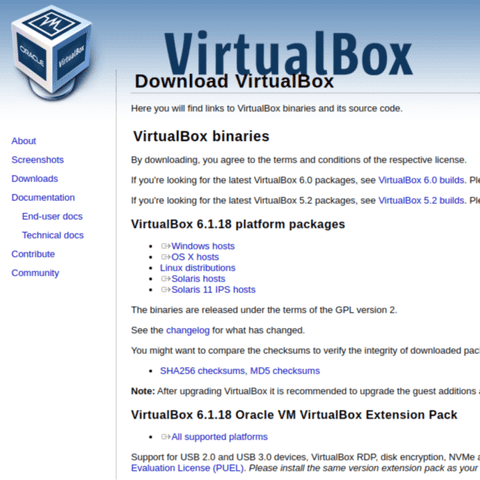 VM
ORACLE
VirtualBox
VirtualBox
Download VirtualBox
Here you will find links to VirtualBox binaries and its source code.
About
Screenshots
Downloads
Documentation
End-user docs
Technical docs
Contribute
Community
VirtualBox binaries
By downloading, you agree to the terms and conditions of the respective license.
If you're looking for the latest VirtualBox 6.0 packages, see VirtualBox 6.0 builds.
If you're looking for the latest VirtualBox 5.2 packages, see VirtualBox 5.2 builds.
VirtualBox 6.1.18 platform packages
Windows hosts
OS X hosts
Linux distributions
Solaris hosts
Solaris 11 IPS hosts
The binaries are released under the terms of the GPL version 2.
See the changelog for what has changed.
You might want to compare the checksums to verify the integrity of downloaded
SHA256 checksums, MD5 checksums
Note: After upgrading VirtualBox it is recommended to upgrade the guest additions
VirtualBox 6.1.18 Oracle VM VirtualBox Extension Pack
All supported platforms
Support for USB 2.0 and USB 3.0 devices, VirtualBox RDP, disk encryption, NVMe
Evaluation License (PUEL). Please install the same version extension pack as your